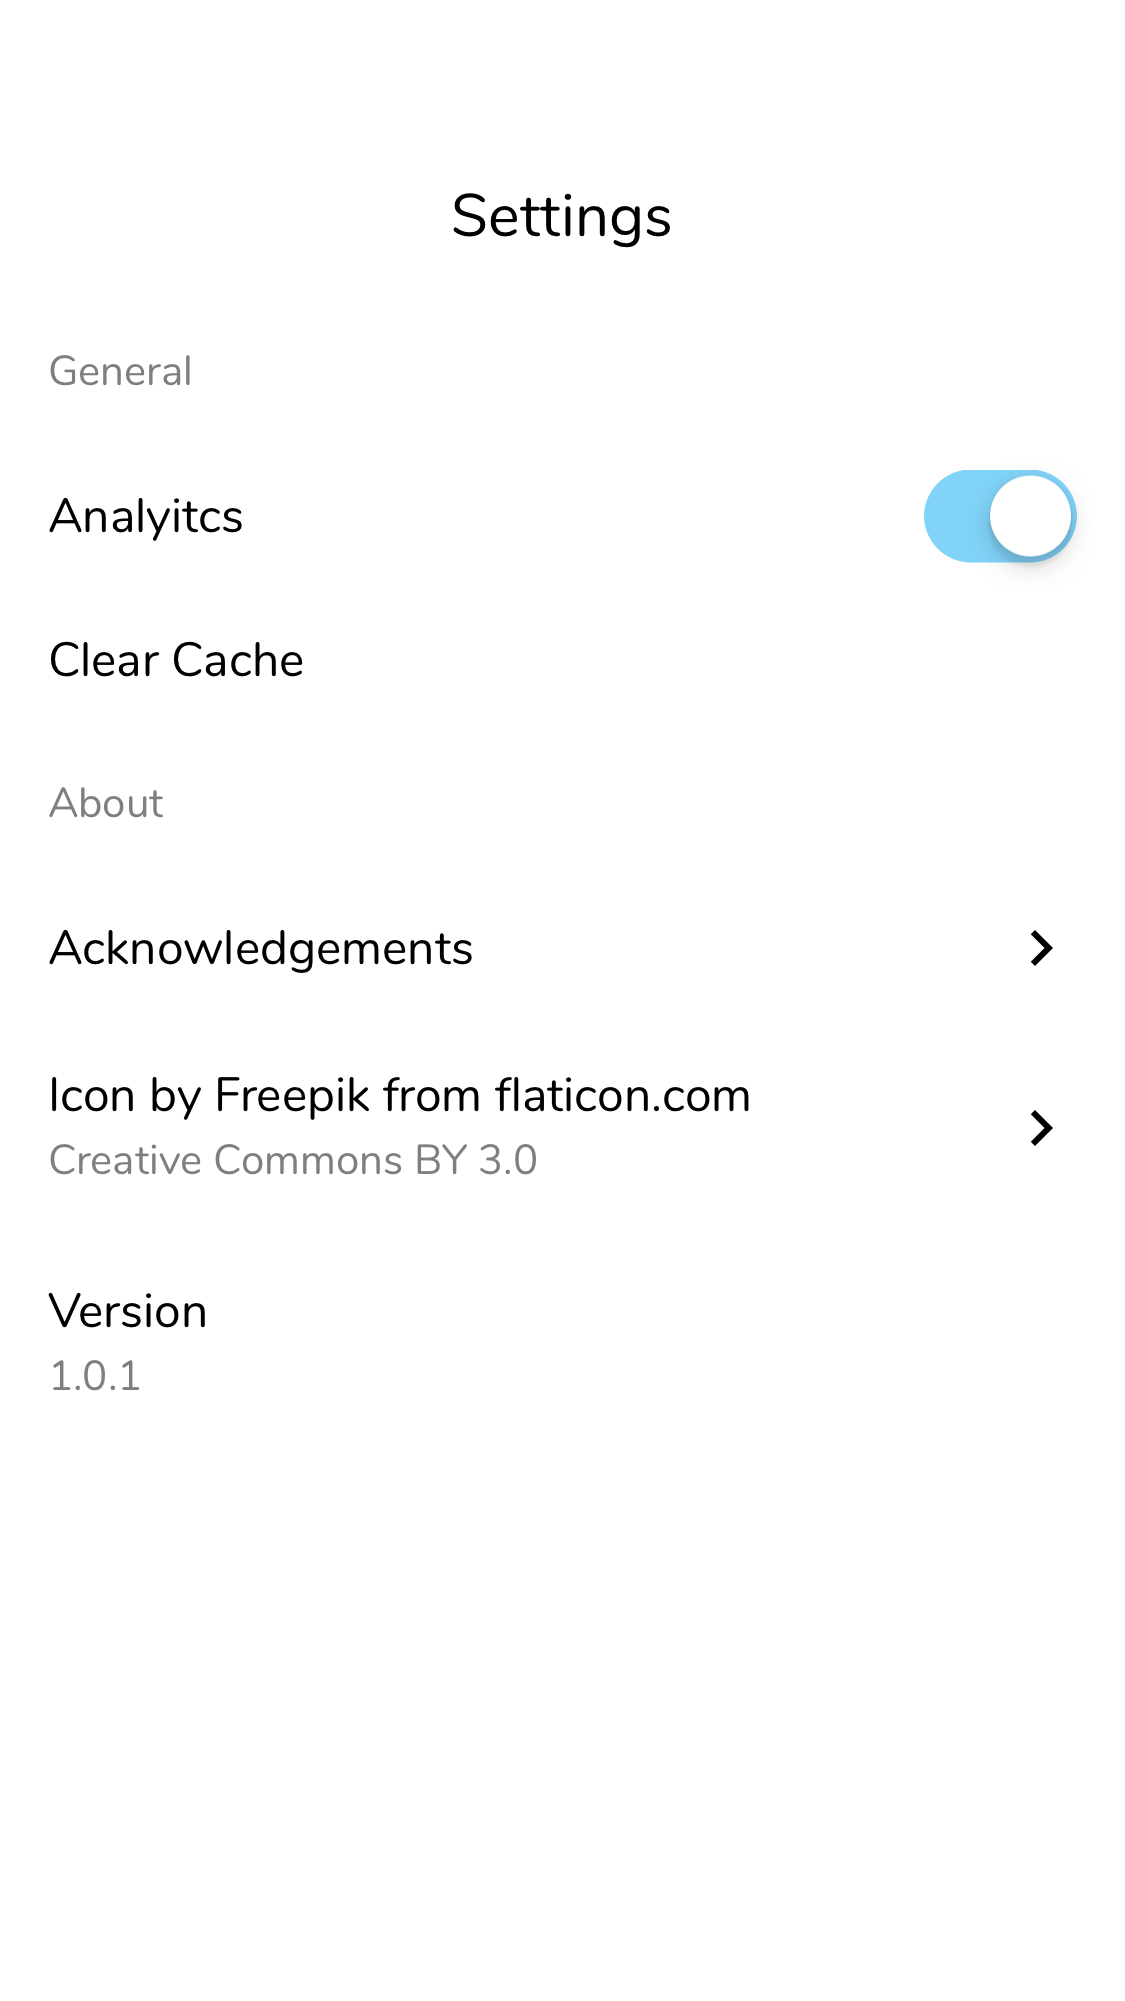 Settings
General
Analyitcs
Clear Cache
About
Acknowledgements
Icon by Freepik from flaticon.com
Creative Commons BY 3.0
Version
1.0.1